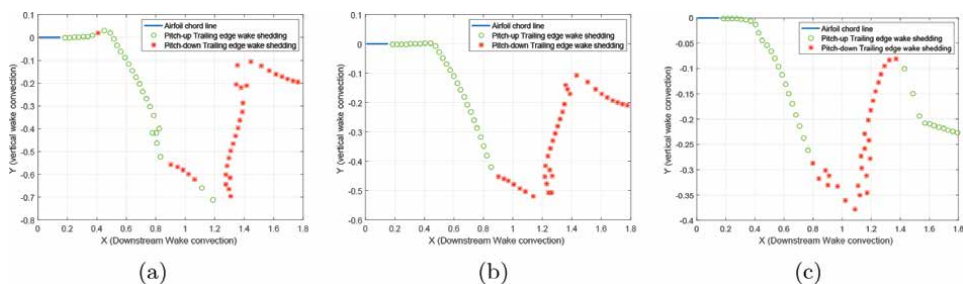 Airfoil chord line
Pitch-up Trailing edge wake shedding
Pitch-down Trailing edge wake shedding
Y (vertical wake convection)
0.2
0.1
0
-0.1
-0.2
-0.3
-0.4
-0.5
-0.6
-0.7
-0.8
0 0.2 0.4 0.6 0.8 1 1.2 1.4 1.6 1.8
X (Downstream Wake convection)
(a)
Airfoil chord line
Pitch-up Trailing edge wake shedding
Pitch-down Trailing edge wake shedding
Y (vertical wake convection)
0.1
0
-0.1
-0.2
-0.3
-0.4
-0.5
-0.6
0 0.2 0.4 0.6 0.8 1 1.2 1.4 1.6 1.8
X (Downstream Wake convection)
(b)
Airfoil chord line
Pitch-up Trailing edge wake shedding
Pitch-down Trailing edge wake shedding
Y (vertical wake convection)
0
-0.05
-0.1
-0.15
-0.2
-0.25
-0.3
-0.35
-0.4
0 0.2 0.4 0.6 0.8 1 1.2 1.4 1.6 1.8
X (Downstream Wake convection)
(c)